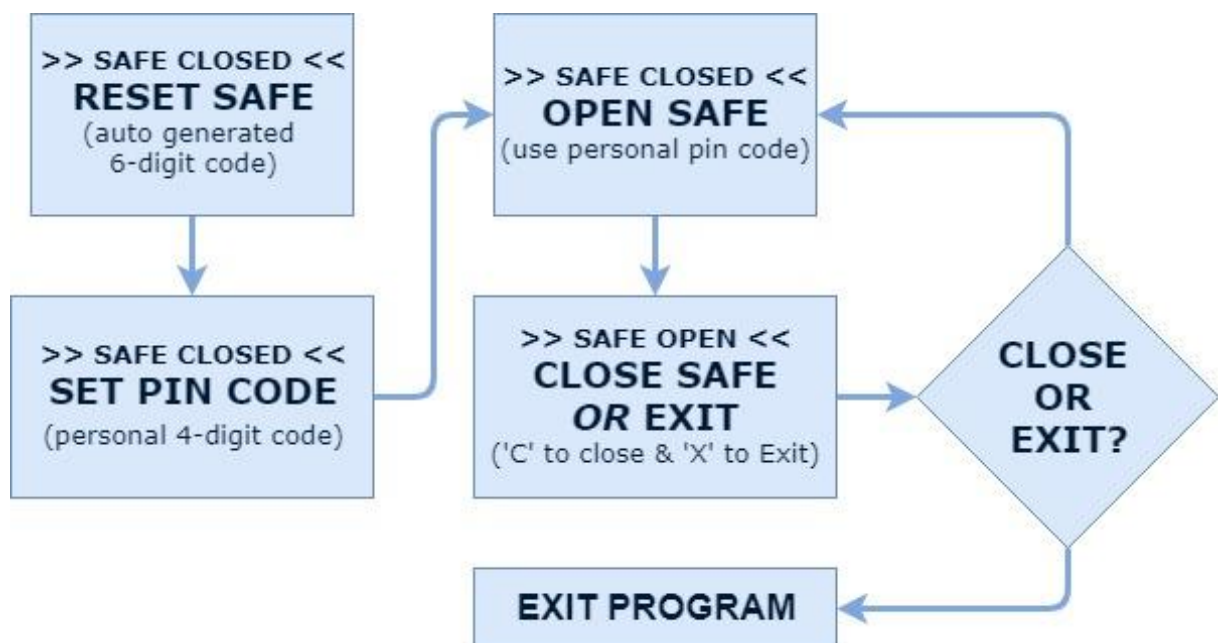 >> SAFE CLOSED <<
RESET SAFE
(auto generated
6-digit code)
>> SAFE CLOSED <<
SET PIN CODE
(personal 4-digit code)
>> SAFE CLOSED <<
OPEN SAFE
(use personal pin code)
>> SAFE OPEN <<
CLOSE SAFE
OR EXIT
('C' to close & 'X' to Exit)
CLOSE
OR
EXIT?
EXIT PROGRAM